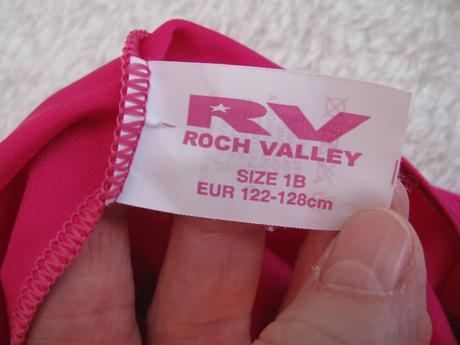 RV
ROCH VALLEY
SIZE 1B
EUR 122-128cm